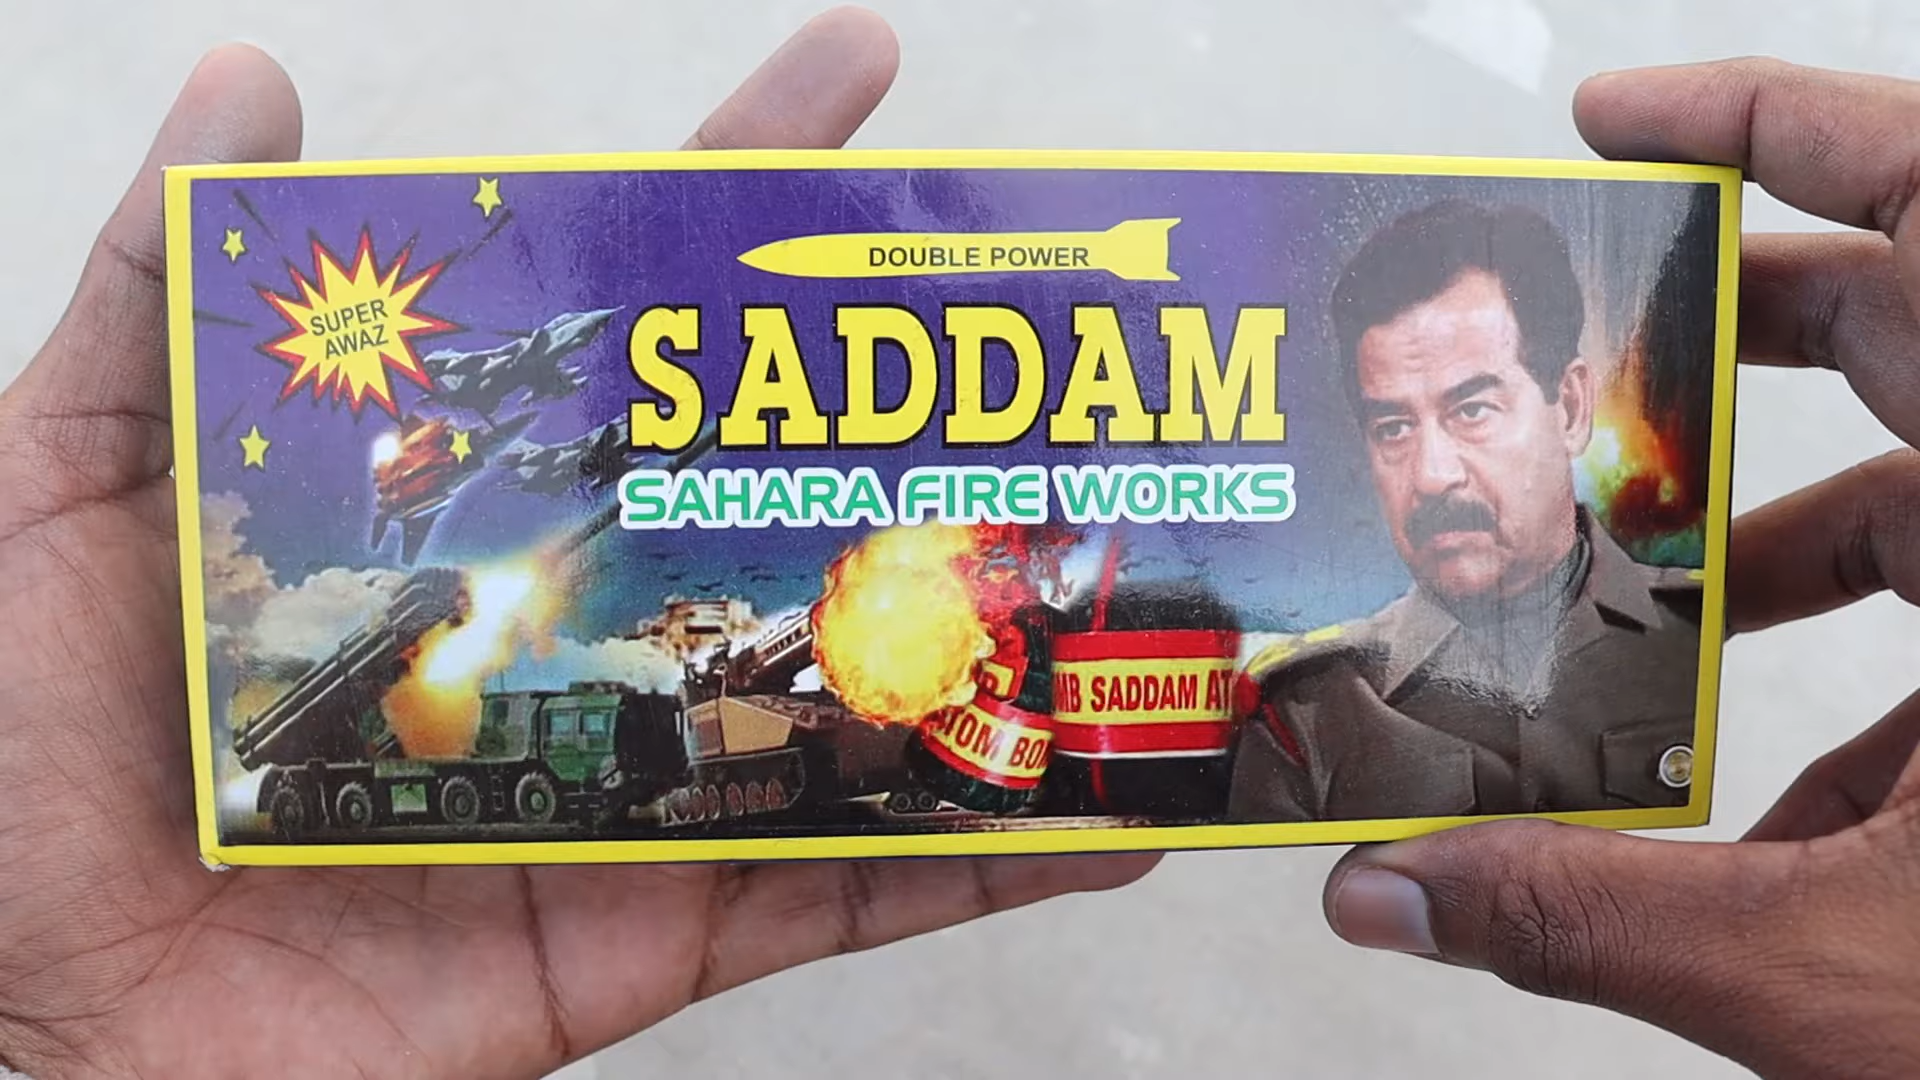 DOUBLE POWER
SUPER
AWAZ
SADDAM
SAHARA FIRE WORKS
MB SADDAM AT
TOM BO